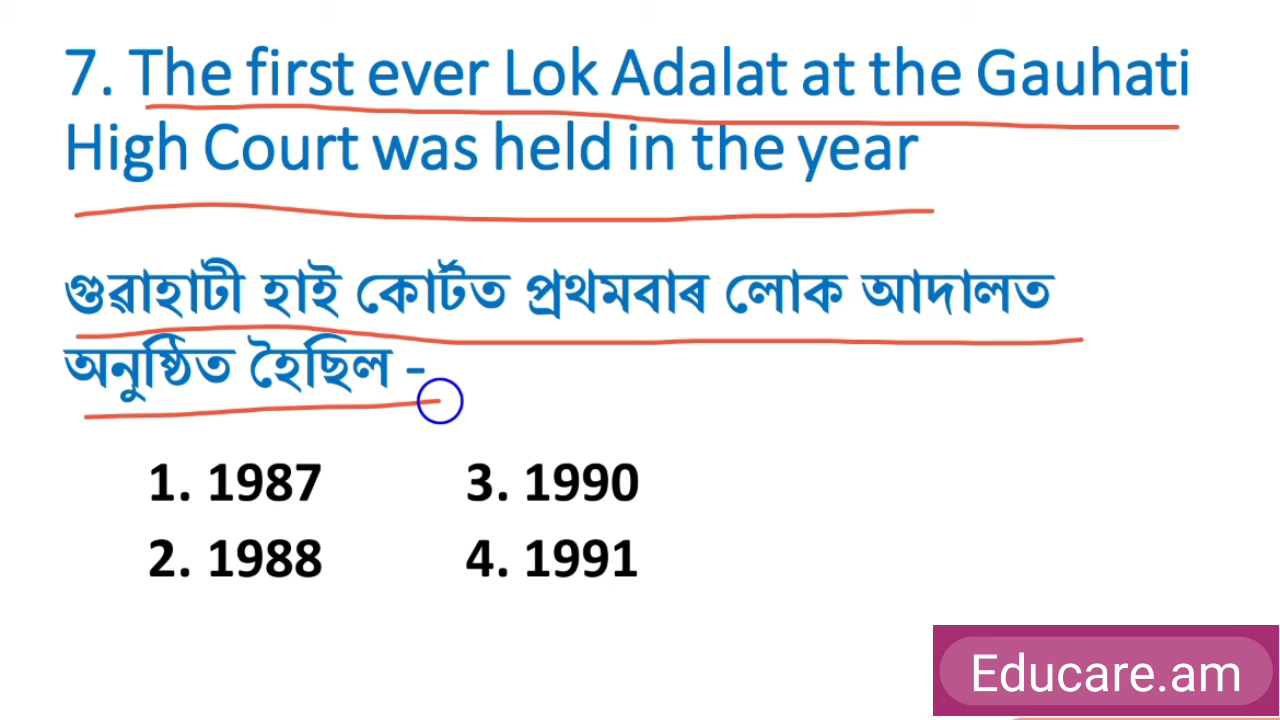 7. The first ever Lok Adalat at the Gauhati
High Court was held in the year
গুৱাহাটী হাই কোৰ্টত প্ৰথমবাৰ লোক আদালত
অনুষ্ঠিত হৈছিল -
1. 1987
2. 1988
3. 1990
4. 1991
Educare.am